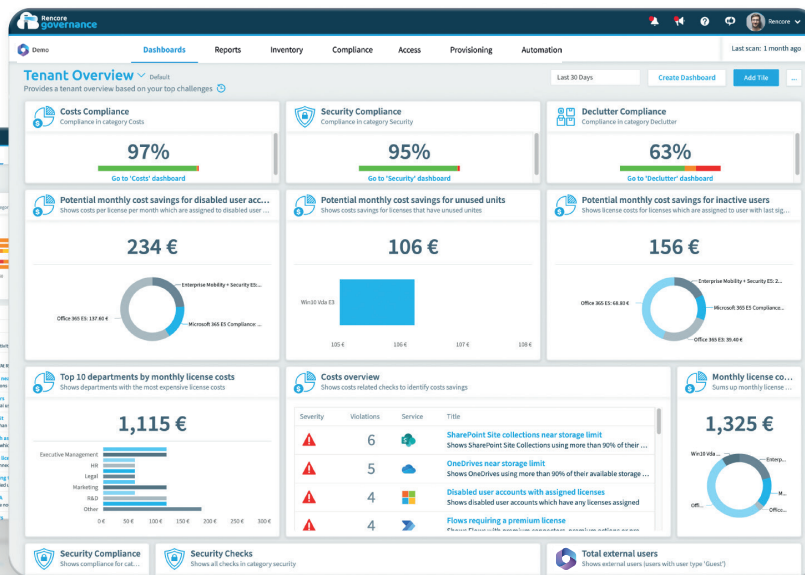 Rencore
governance
Rencore
Demo
Dashboards
Reports
Inventory
Compliance
Access
Provisioning
Automation
Last scan: 1 month ago
Tenant Overview
Default
Provides a tenant overview based on your top challenges
Last 30 Days
Create Dashboard
Add Tile
...
Costs Compliance
Compliance in category Costs
97%
Go to 'Costs' dashboard
Security Compliance
Compliance in category Security
95%
Go to 'Security' dashboard
Declutter Compliance
Compliance in category Declutter
63%
Go to 'Declutter' dashboard
Potential monthly cost savings for disabled user acc...
Shows costs per license per month which are assigned to disabled user ...
234 €
Enterprise Mobility + Security E3:...
Office 365 E5: 137.60 €
Microsoft 365 E5 Compliance: ...
Potential monthly cost savings for unused units
Shows costs savings for licenses that have unused unites
106 €
Win10 Vda E3
105 €
106 €
107 €
108 €
Potential monthly cost savings for inactive users
Shows license costs for licenses which are assigned to user with last sig...
156 €
Enterprise Mobility + Security E5: 2...
Office 365 E5: 68.80 €
Microsoft 365 E5 Compliance...
Office 365 E3: 39.40 €
Top 10 departments by monthly license costs
Shows departments with the most expensive licenses
1,115 €
Executive Management
HR
Legal
Marketing
R&D
Other
0 €
50 €
100 €
150 €
200 €
250 €
300 €
Costs overview
Shows costs related checks to identify costs savings
Severity
Violations
Service
Title
6
SharePoint Site collections near storage limit
Shows SharePoint Site Collections using more than 90% of their ...
5
OneDrives near storage limit
Shows OneDrives using more than 90% of their available storage ...
4
Disabled user accounts with assigned licenses
Shows disabled user accounts which have any licenses assigned
4
Flows requiring a premium license
Monthly license co...
Sums up monthly license ...
1,325 €
Win10 Vda ...
Enterp...
M...
Offi...
Office...
Security Compliance
Shows compliance for cat...
Security Checks
Shows all checks in category security
Total external users
Shows external users (users with user type 'Guest')